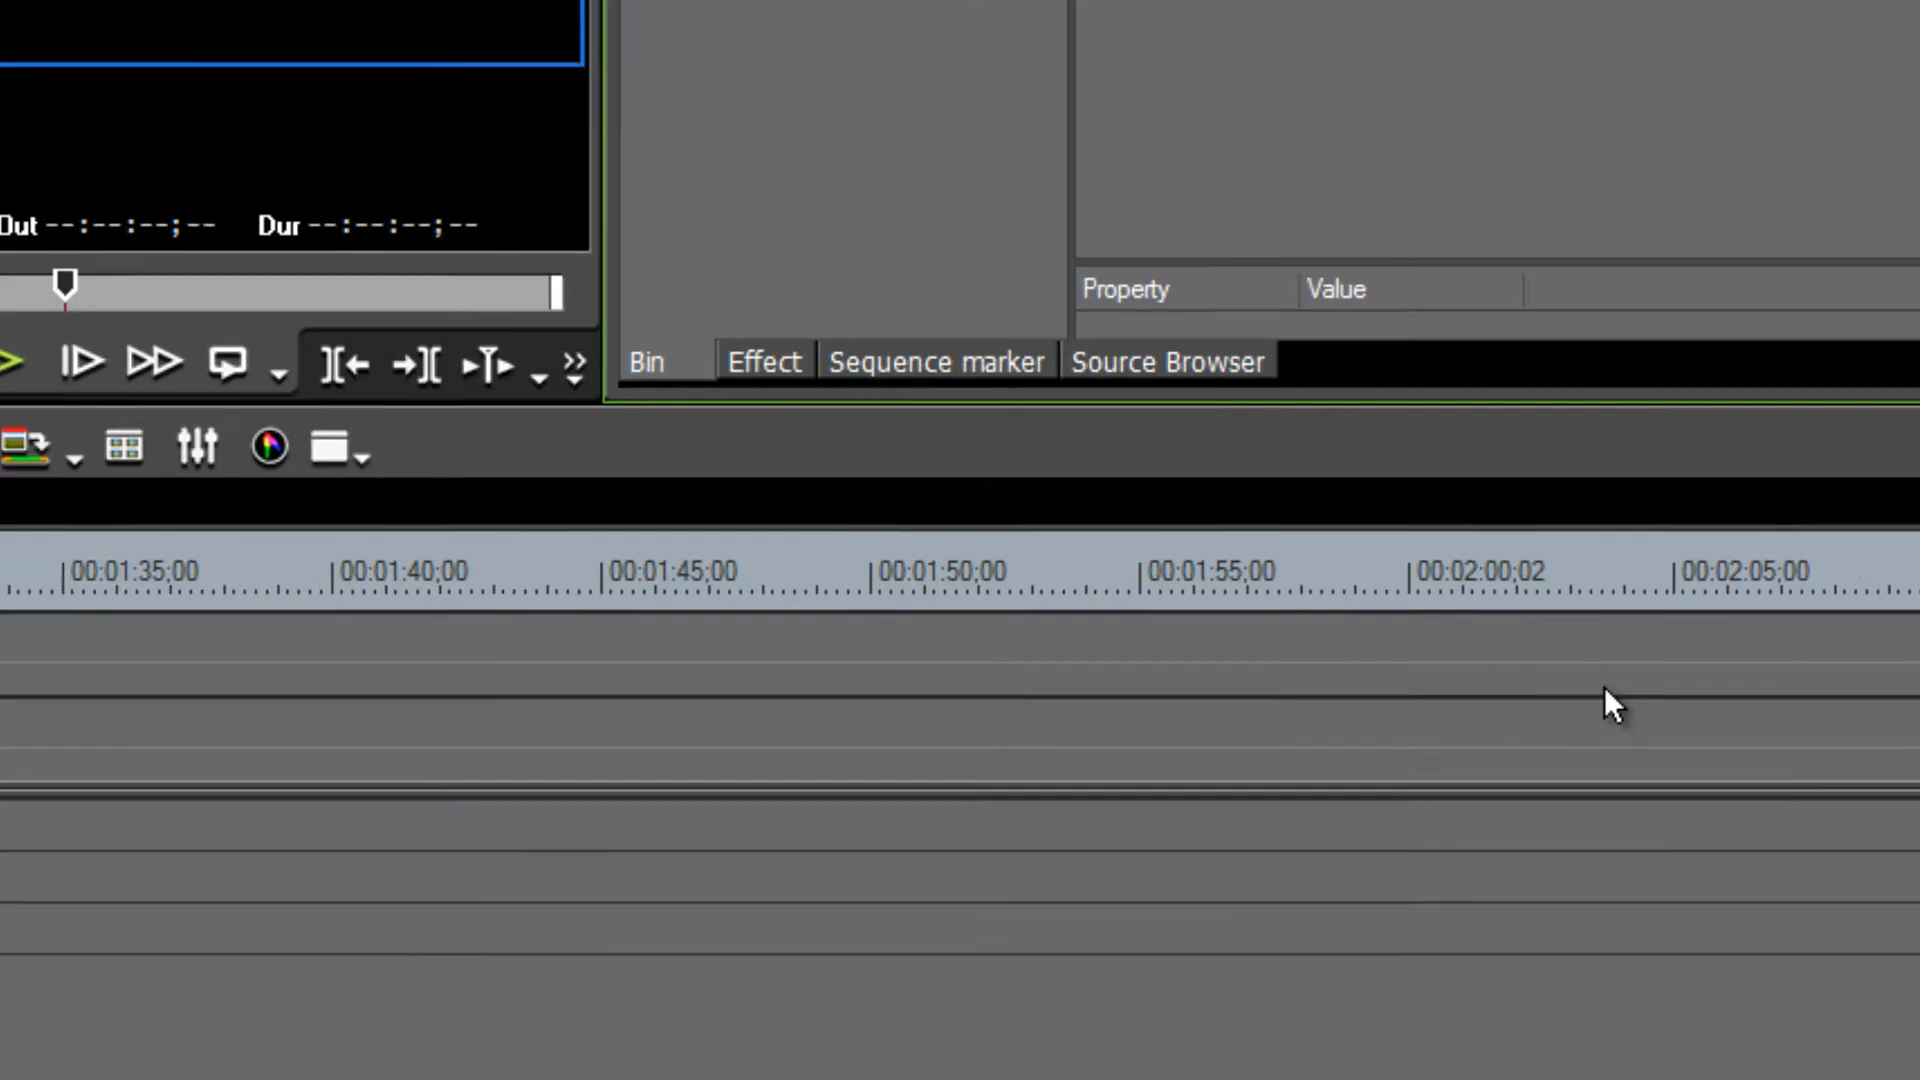 Out --:--:--;-- Dur --:--:--;--
Property Value
Bin Effect Sequence marker Source Browser
00:01:35;00 00:01:40;00 00:01:45;00 00:01:50;00 00:01:55;00 00:02:00;02 00:02:05;00